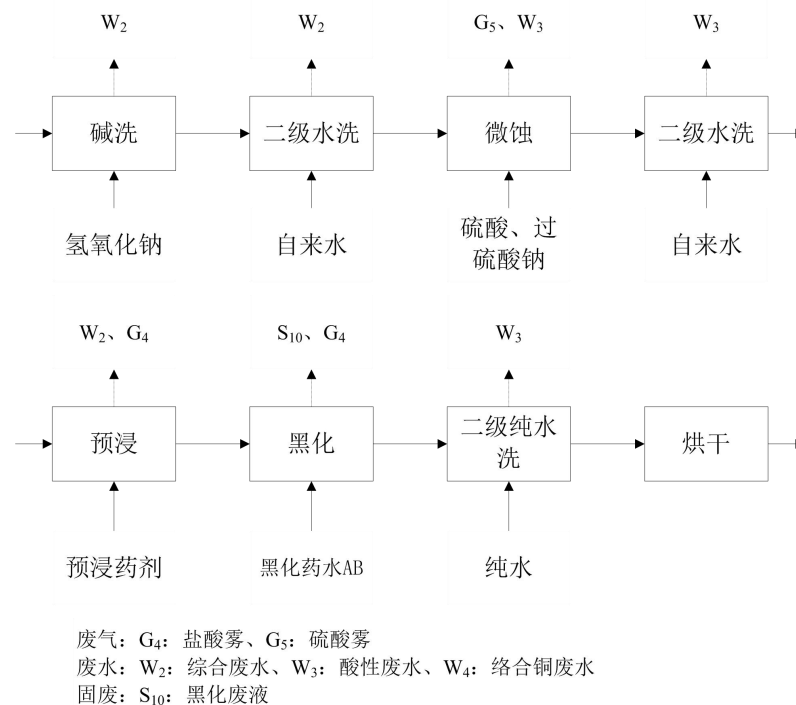 W₂ W₂ G₅、W₃ W₃
碱洗 二级水洗 微蚀 二级水洗
氢氧化钠 自来水 硫酸、过 自来水
硫酸钠
W₂、G₄ S₁₀、G₄ W₃
预浸 黑化 二级纯水 烘干
洗
预浸药剂 黑化药水AB 纯水
废气：G₄：盐酸雾、G₅：硫酸雾
废水：W₂：综合废水、W₃：酸性废水、W₄：络合铜废水
固废：S₁₀：黑化废液